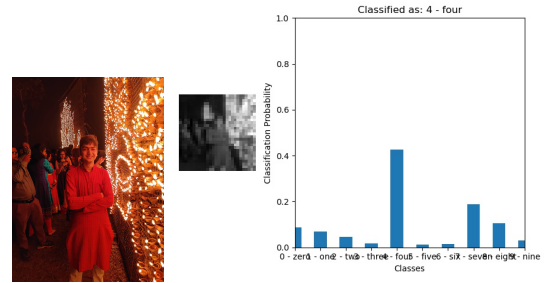 Classified as: 4 - four
Classification Probability
1.0
0.8
0.6
0.4
0.2
0.0
0 - zero 1 - one 2 - two 3 - three 4 - four 5 - five 6 - six 7 - seven 8 - eight 9 - nine
Classes